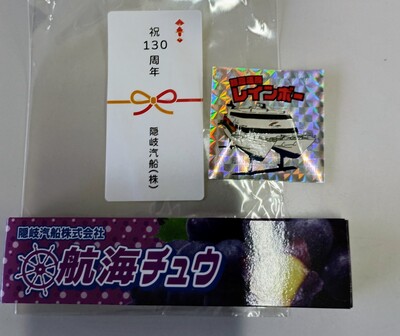 祝
130
周
年
隠岐汽船(株)
レインボー
隠岐汽船株式会社
航海チュウ